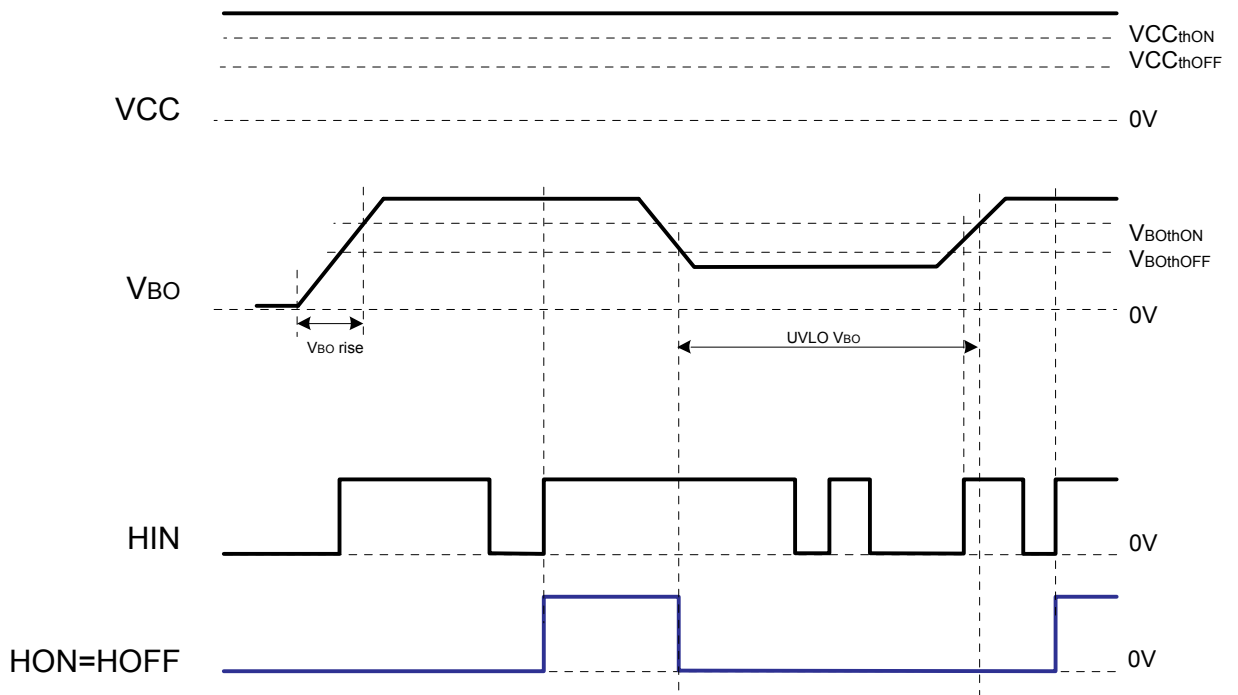 VCCthON
VCCthOFF
VCC
0V
VBOthON
VBOthOFF
VBO
0V
VBO rise
UVLO VBO
HIN
0V
HON=HOFF
0V